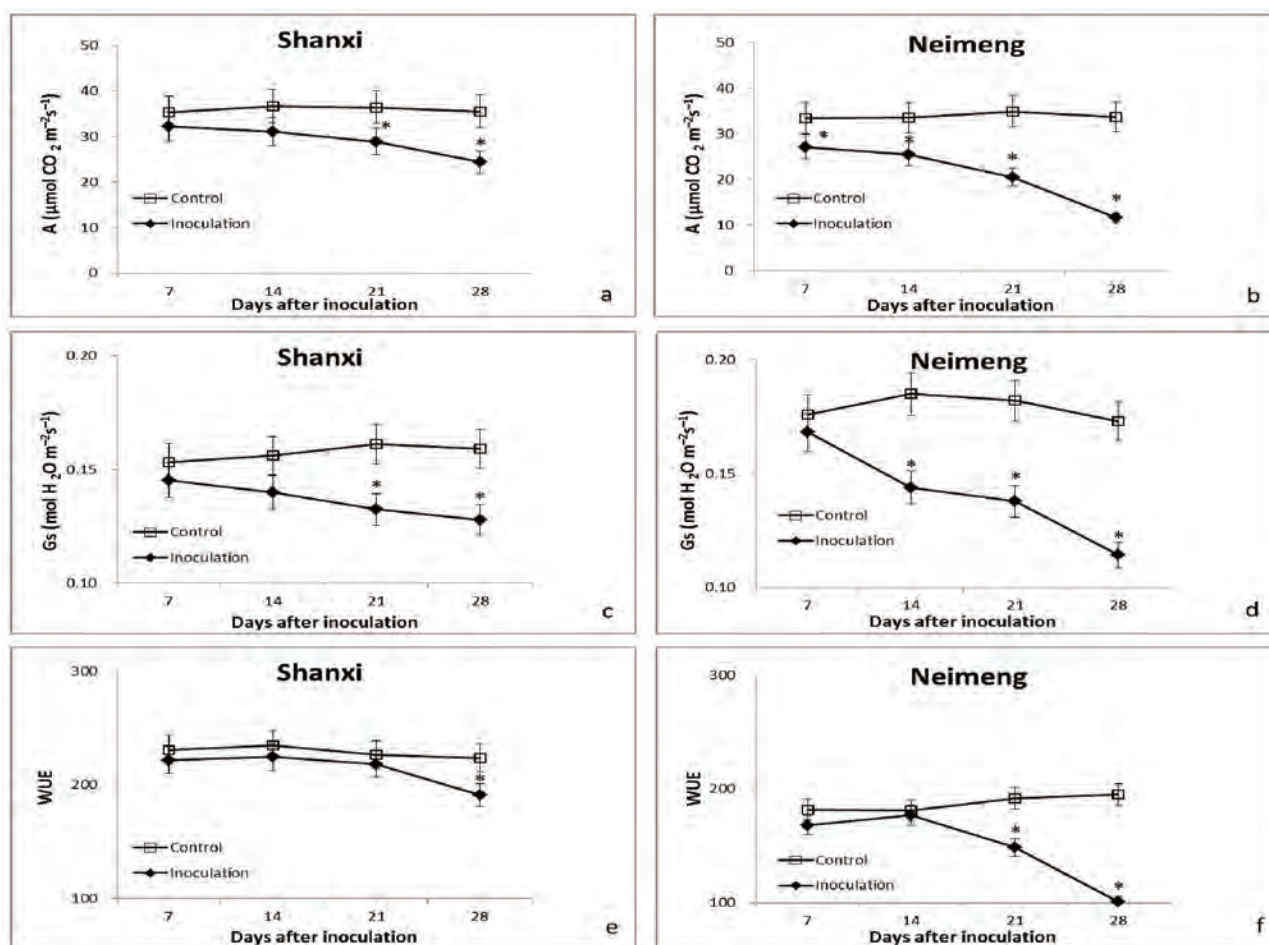 Shanxi
50
40
30
20
10
0
A (μmol CO2 m−2s−1)
*
*
Control
Inoculation
7 14 21 28
Days after inoculation
a
Neimeng
50
40
30
20
10
0
A (μmol CO2 m−2s−1)
*
*
*
*
Control
Inoculation
7 14 21 28
Days after inoculation
b
Shanxi
0.20
0.15
0.10
Gs (mol H2O m−2s−1)
*
*
Control
Inoculation
7 14 21 28
Days after inoculation
c
Neimeng
0.20
0.15
0.10
Gs (mol H2O m−2s−1)
*
*
*
Control
Inoculation
7 14 21 28
Days after inoculation
d
Shanxi
300
200
100
WUE
*
Control
Inoculation
7 14 21 28
Days after inoculation
e
Neimeng
300
200
100
WUE
*
*
Control
Inoculation
7 14 21 28
Days after inoculation
f